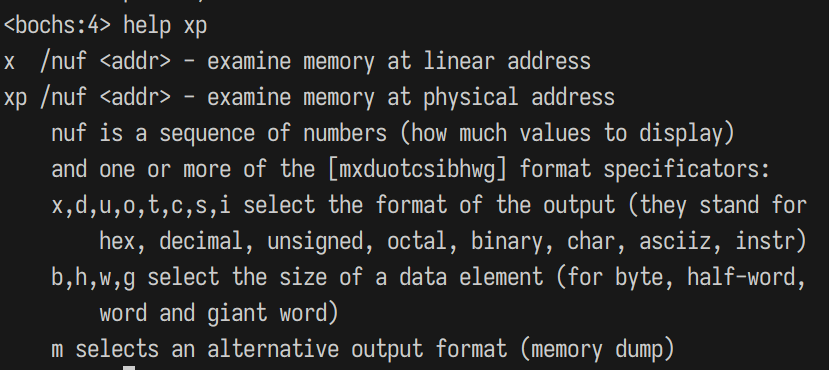 <bochs:4> help xp
x  /nuf <addr> - examine memory at linear address
xp /nuf <addr> - examine memory at physical address
    nuf is a sequence of numbers (how much values to display)
    and one or more of the [mxduotcsibhwg] format specificators:
    x,d,u,o,t,c,s,i select the format of the output (they stand for
        hex, decimal, unsigned, octal, binary, char, asciiz, instr)
    b,h,w,g select the size of a data element (for byte, half-word,
        word and giant word)
    m selects an alternative output format (memory dump)